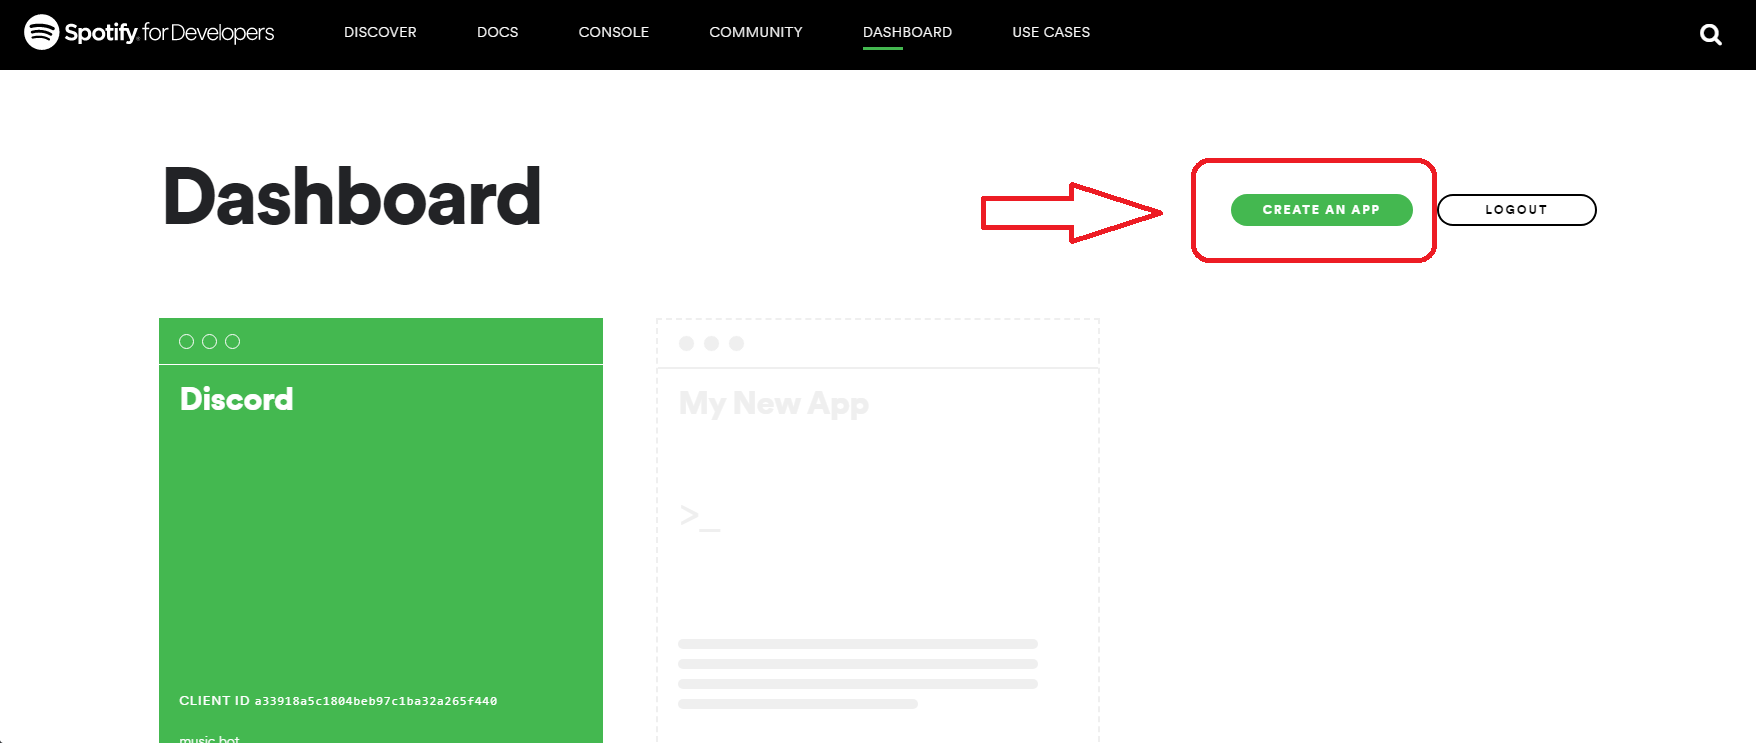 Spotify for Developers
DISCOVER
DOCS
CONSOLE
COMMUNITY
DASHBOARD
USE CASES
Dashboard
CREATE AN APP
LOGOUT
Discord
My New App
>_
CLIENT ID a33918a5c1804beb97c1ba32a265f440
music bot